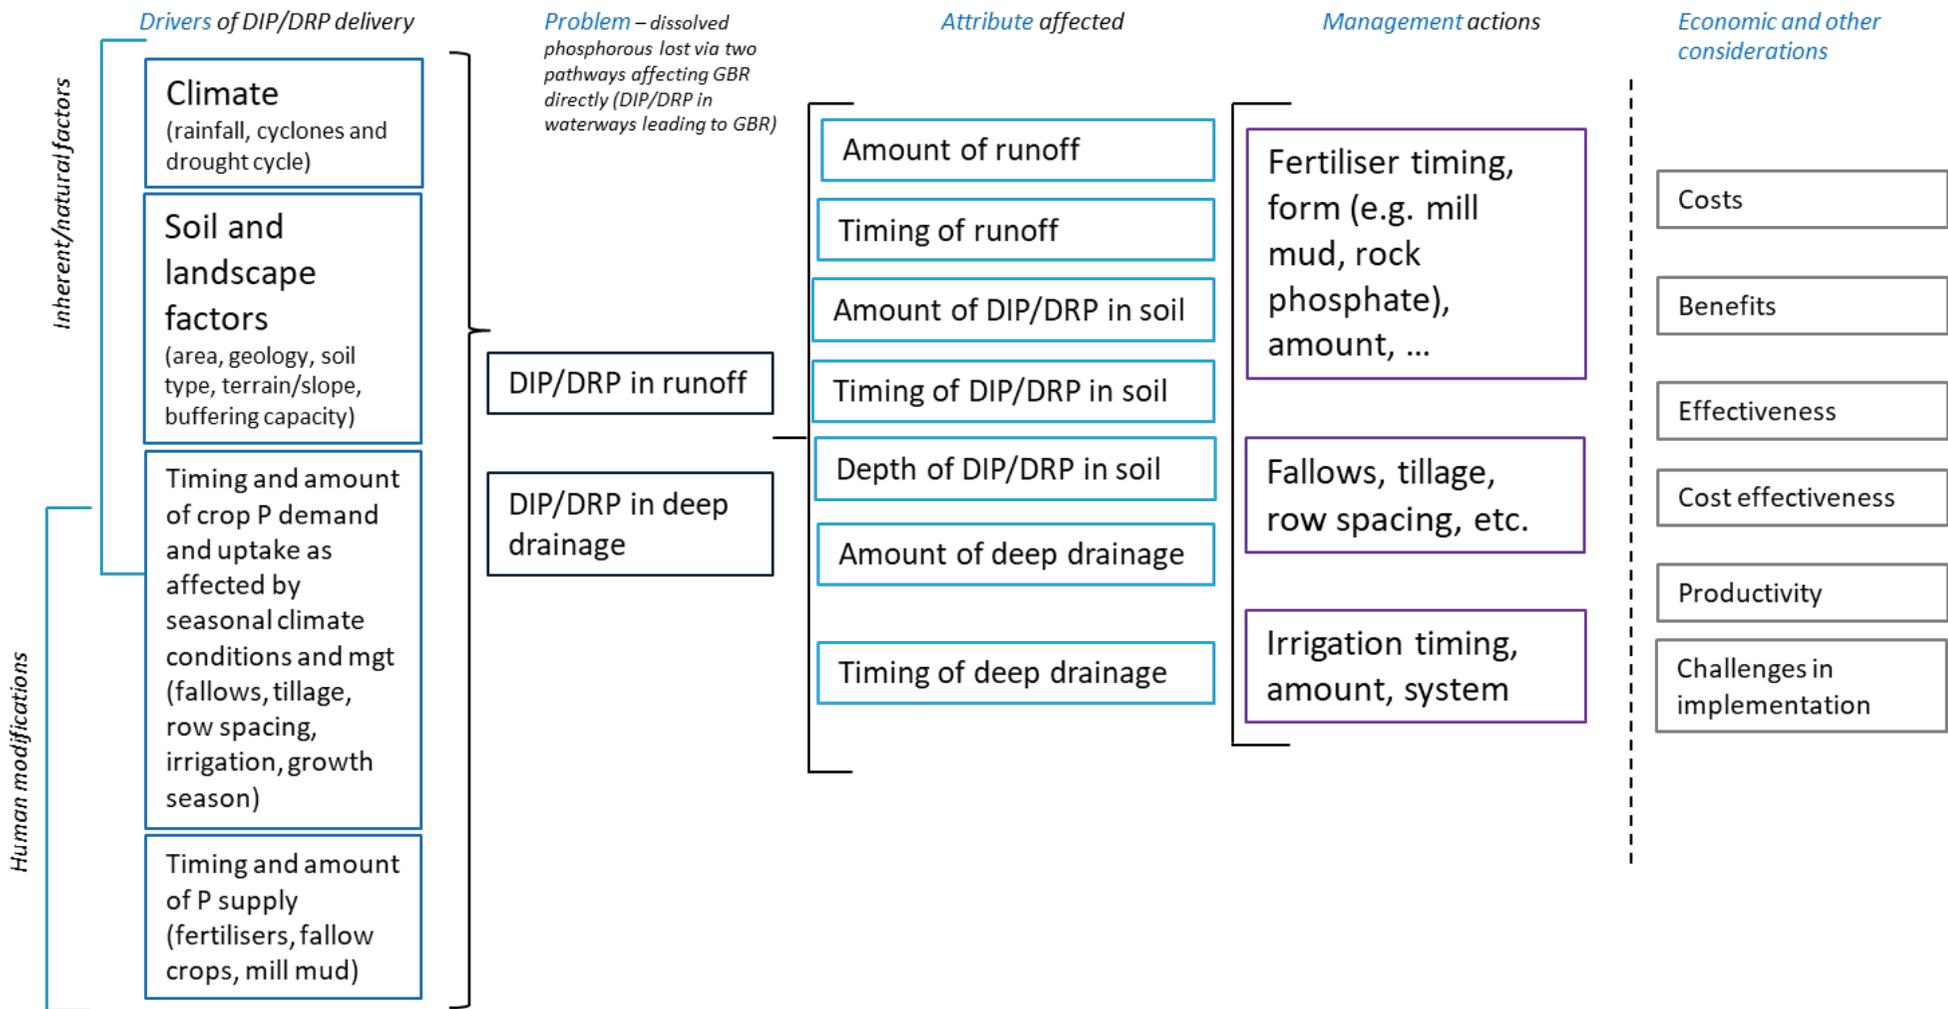 Drivers of DIP/DRP delivery
Inherent/natural factors
Human modifications
Climate
(rainfall, cyclones and
drought cycle)
Soil and
landscape
factors
(area, geology, soil
type, terrain/slope,
buffering capacity)
Timing and amount
of crop P demand
and uptake as
affected by
seasonal climate
conditions and mgt
(fallows, tillage,
row spacing,
irrigation, growth
season)
Timing and amount
of P supply
(fertilisers, fallow
crops, mill mud)
Problem – dissolved
phosphorous lost via two
pathways affecting GBR
directly (DIP/DRP in
waterways leading to GBR)
DIP/DRP in runoff
DIP/DRP in deep
drainage
Attribute affected
Amount of runoff
Timing of runoff
Amount of DIP/DRP in soil
Timing of DIP/DRP in soil
Depth of DIP/DRP in soil
Amount of deep drainage
Timing of deep drainage
Management actions
Fertiliser timing,
form (e.g. mill
mud, rock
phosphate),
amount, ...
Fallows, tillage,
row spacing, etc.
Irrigation timing,
amount, system
Economic and other
considerations
Costs
Benefits
Effectiveness
Cost effectiveness
Productivity
Challenges in
implementation